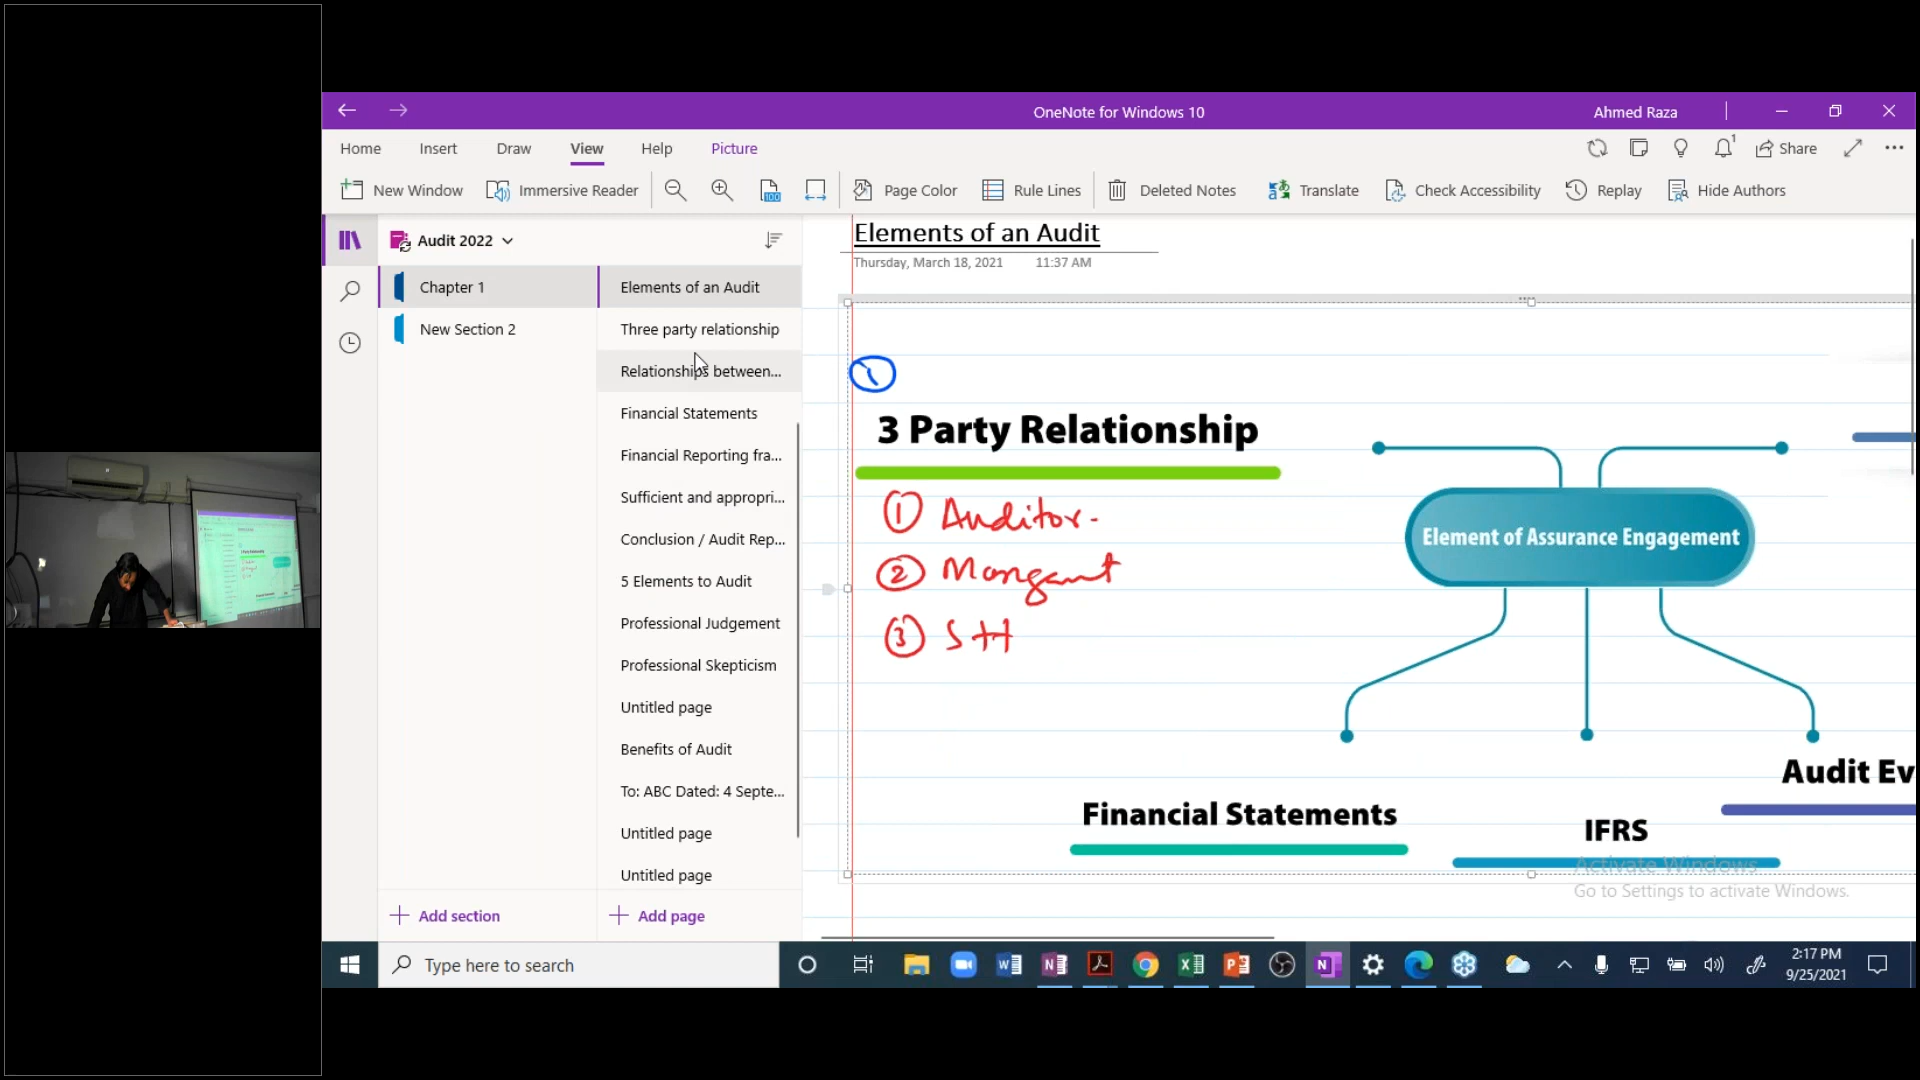 OneNote for Windows 10
Ahmed Raza
Home Insert Draw View Help Picture
1
Share
New Window Immersive Reader 100 Page Color Rule Lines Deleted Notes Translate Check Accessibility Replay Hide Authors
Audit 2022
Chapter 1
New Section 2
Add section
Elements of an Audit
Three party relationship
Relationships between...
Financial Statements
Financial Reporting fra...
Sufficient and appropri...
Conclusion / Audit Rep...
5 Elements to Audit
Professional Judgement
Professional Skepticism
Untitled page
Benefits of Audit
To: ABC Dated: 4 Septe...
Untitled page
Untitled page
Add page
Elements of an Audit
Thursday, March 18, 2021 11:37 AM
1
3 Party Relationship
1 Auditor-
2 Mangamt
3 SH
Element of Assurance Engagement
Financial Statements
IFRS
Audit Ev
Activate Windows
Go to Settings to activate Windows.
Type here to search
2:17 PM
9/25/2021